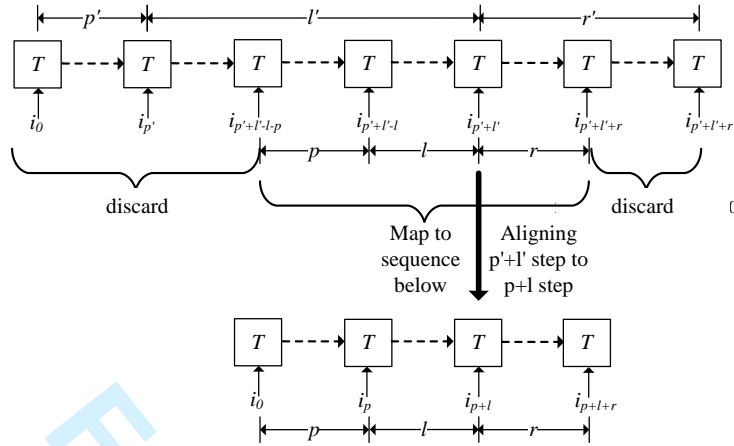 p' l' r'
T T T T T T T
i0 ip' ip'+l'-l-p ip'+l'-l ip'+l' ip'+l'+r ip'+l'+r
p l r
discard discard
Map to Aligning
sequence p'+l' step to
below p+l step
T T T T
i0 ip ip+l ip+l+r
p l r